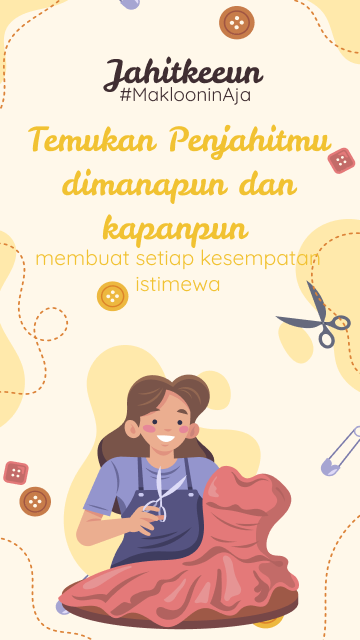 Jahitkeeun
#MaklooninAja
Temukan Penjahitmu
dimanapun dan
kapanpun
membuat setiap kesempatan
istimewa